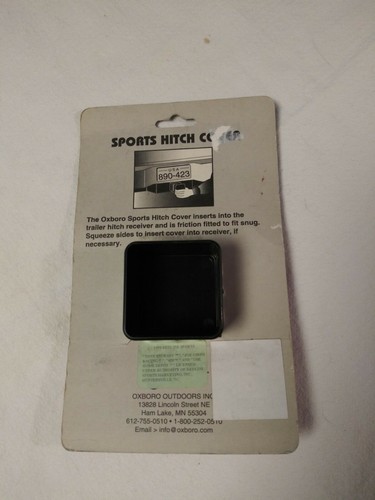 SPORTS HITCH COVER
USA
890-423
The Oxboro Sports Hitch Cover inserts into the
trailer hitch receiver and is friction fitted to fit snug.
Squeeze sides to insert cover into receiver, if
necessary.
OXBORO OUTDOORS INC
13828 Lincoln Street NE
Ham Lake, MN 55304
612-755-0510 • 1-800-252-0510
Email > info@oxboro.com